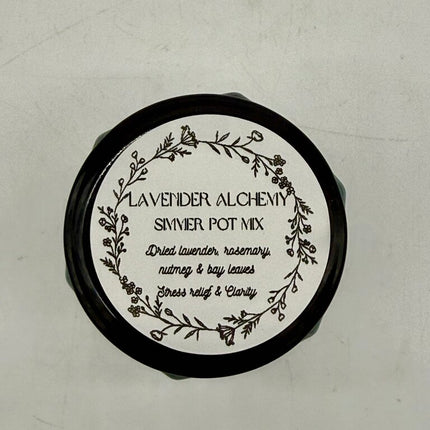 LAVENDER ALCHEMY
SIMMER POT MIX
Dried lavender, rosemary,
nutmeg & bay leaves
Stress relief & Clarity